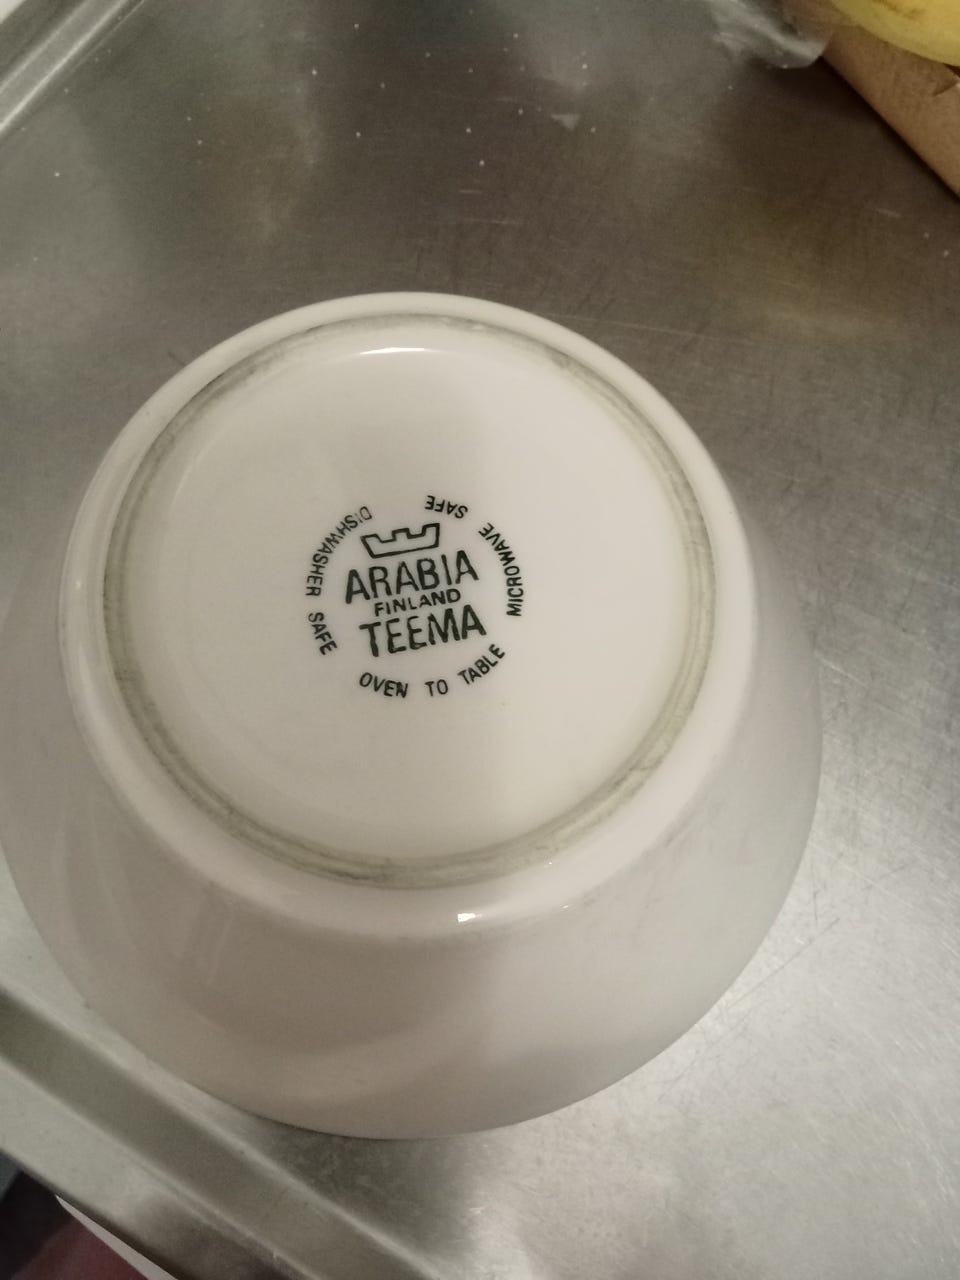 ARABIA
FINLAND
TEEMA
DISHWASHER SAFE
OVEN TO TABLE
MICROWAVE SAFE